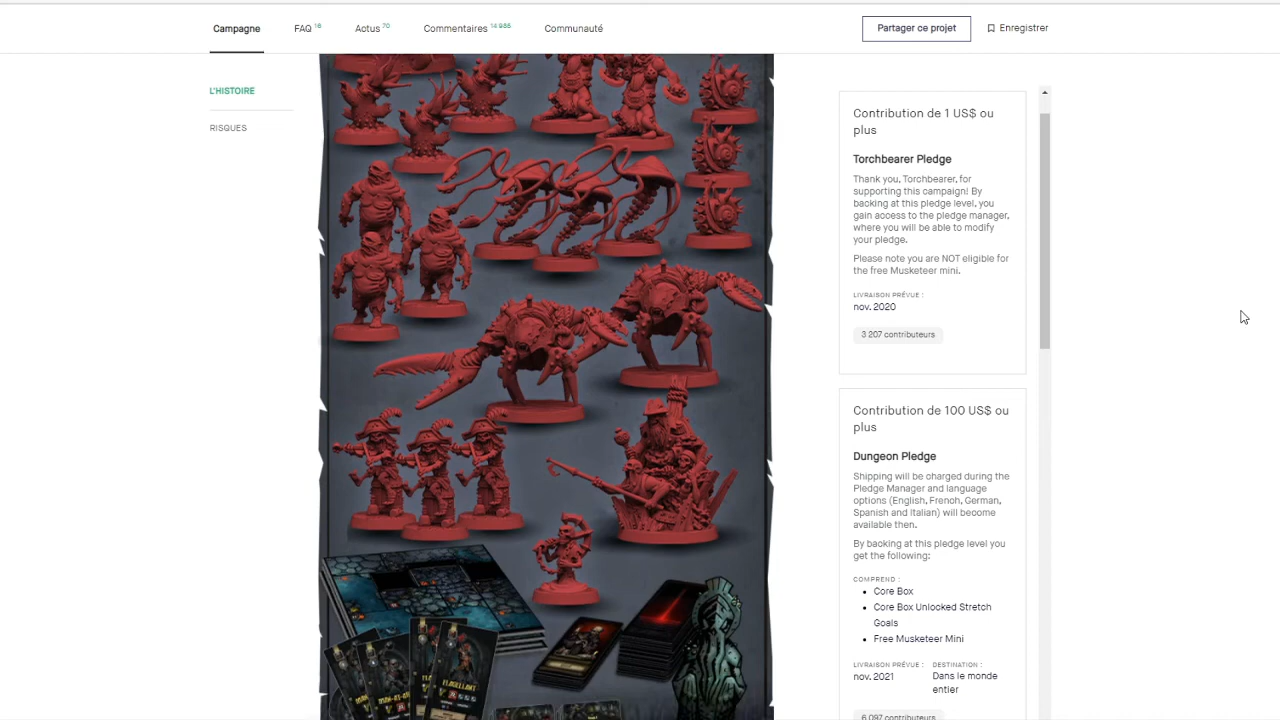 Campagne
FAQ 16
Actus 70
Commentaires 14 985
Communauté
Partager ce projet
Enregistrer
L'HISTOIRE
RISQUES
Contribution de 1 US$ ou
plus
Torchbearer Pledge
Thank you, Torchbearer, for
supporting this campaign! By
backing at this pledge level, you
gain access to the pledge manager,
where you will be able to modify
your pledge.
Please note you are NOT eligible for
the free Musketeer mini.
LIVRAISON PRÉVUE :
nov. 2020
3 207 contributeurs
Contribution de 100 US$ ou
plus
Dungeon Pledge
Shipping will be charged during the
Pledge Manager and language
options (English, French, German,
Spanish and Italian) will become
available then.
By backing at this pledge level you
get the following:
COMPREND :
Core Box
Core Box Unlocked Stretch
Goals
Free Musketeer Mini
LIVRAISON PRÉVUE :
nov. 2021
DESTINATION :
Dans le monde
entier
6 097 contributeurs
FLAGELLANT